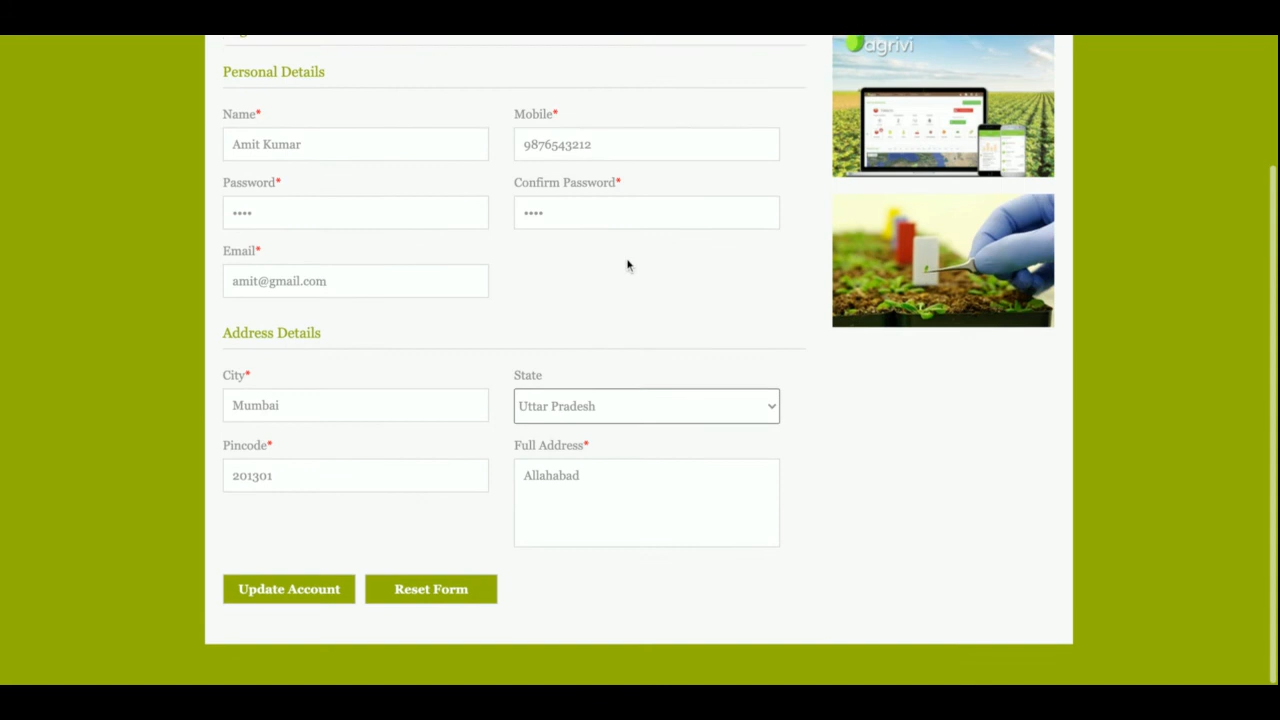 agrivi
Personal Details
Name*
Mobile*
Amit Kumar
9876543212
Password*
Confirm Password*
••••
••••
Email*
amit@gmail.com
Address Details
City*
State
Mumbai
Uttar Pradesh
Pincode*
Full Address*
201301
Allahabad
Update Account
Reset Form